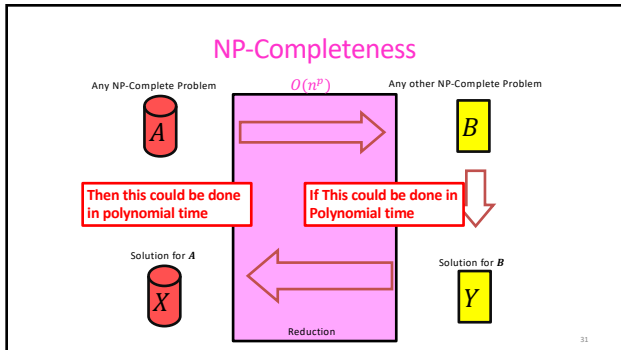 NP-Completeness
Any NP-Complete Problem
O(n^p)
Any other NP-Complete Problem
A
B
Then this could be done
in polynomial time
If This could be done in
Polynomial time
Solution for A
Solution for B
X
Y
Reduction
31